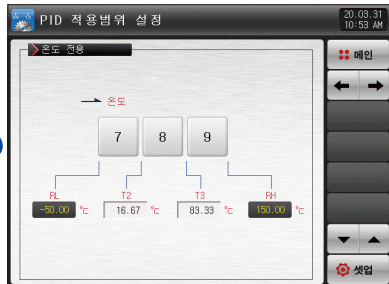 PID 적용범위 설정
20.03.31
10:53 AM
온도 전용
메인
온도
7 8 9
RL T2 T3 RH
-50.00 ℃ 16.67 ℃ 83.33 ℃ 150.00 ℃
셋업